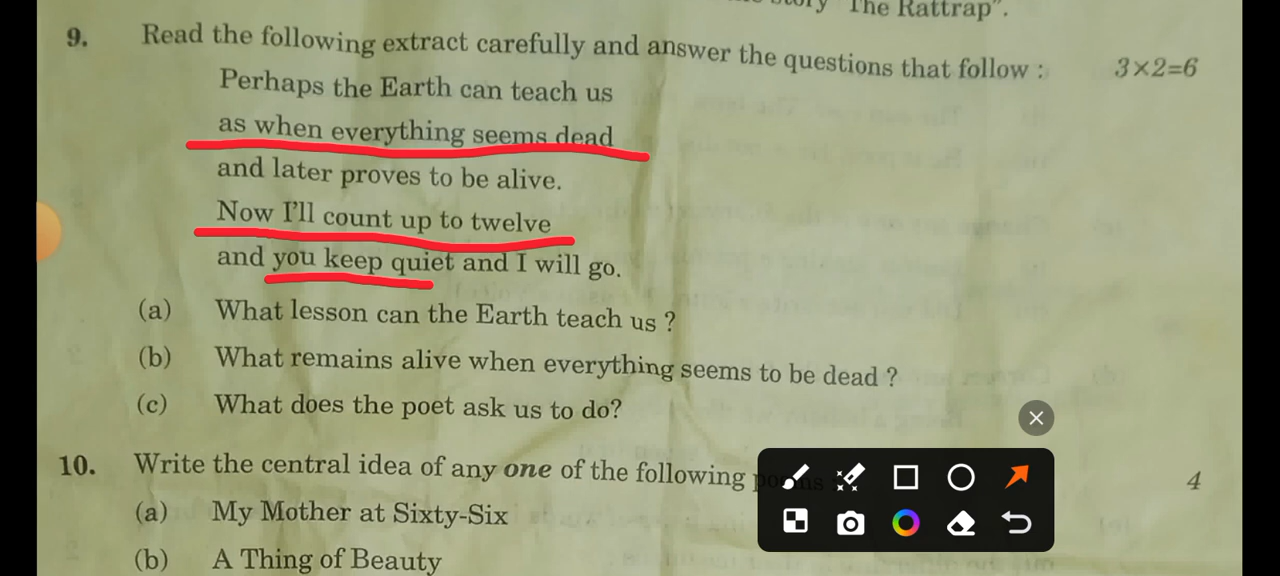 story "The Rattrap".
9. Read the following extract carefully and answer the questions that follow : 3×2=6
Perhaps the Earth can teach us
as when everything seems dead
and later proves to be alive.
Now I'll count up to twelve
and you keep quiet and I will go.
(a) What lesson can the Earth teach us ?
(b) What remains alive when everything seems to be dead ?
(c) What does the poet ask us to do?
10. Write the central idea of any one of the following 4
(a) My Mother at Sixty-Six
(b) A Thing of Beauty